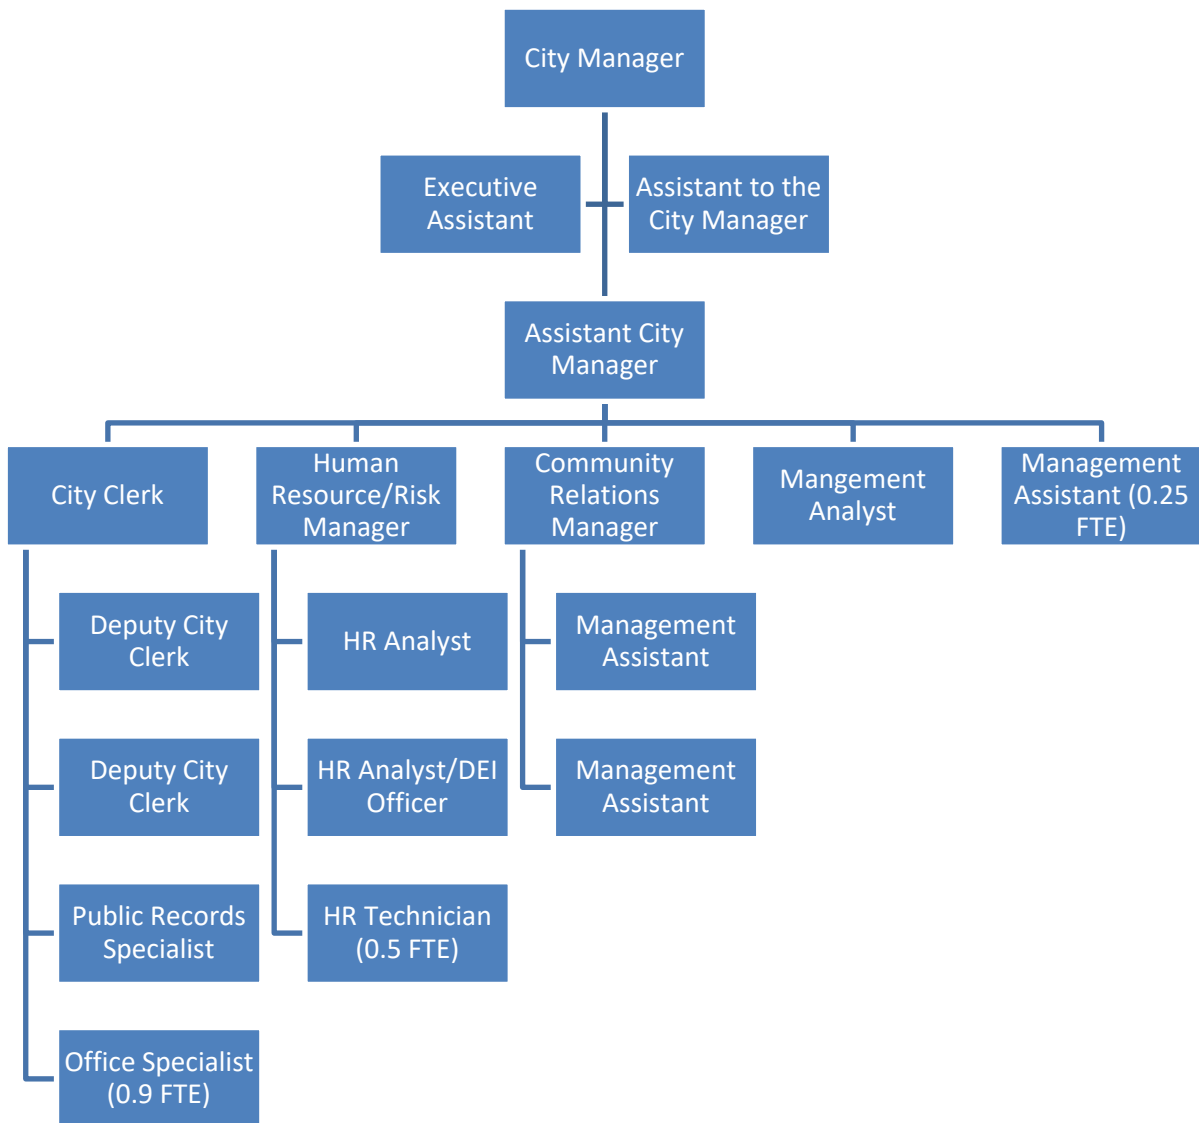 City Manager
Executive
Assistant
Assistant to the
City Manager
Assistant City
Manager
City Clerk
Human
Resource/Risk
Manager
Community
Relations
Manager
Mangement
Analyst
Management
Assistant (0.25
FTE)
Deputy City
Clerk
HR Analyst
Management
Assistant
Deputy City
Clerk
HR Analyst/DEI
Officer
Management
Assistant
Public Records
Specialist
HR Technician
(0.5 FTE)
Office Specialist
(0.9 FTE)